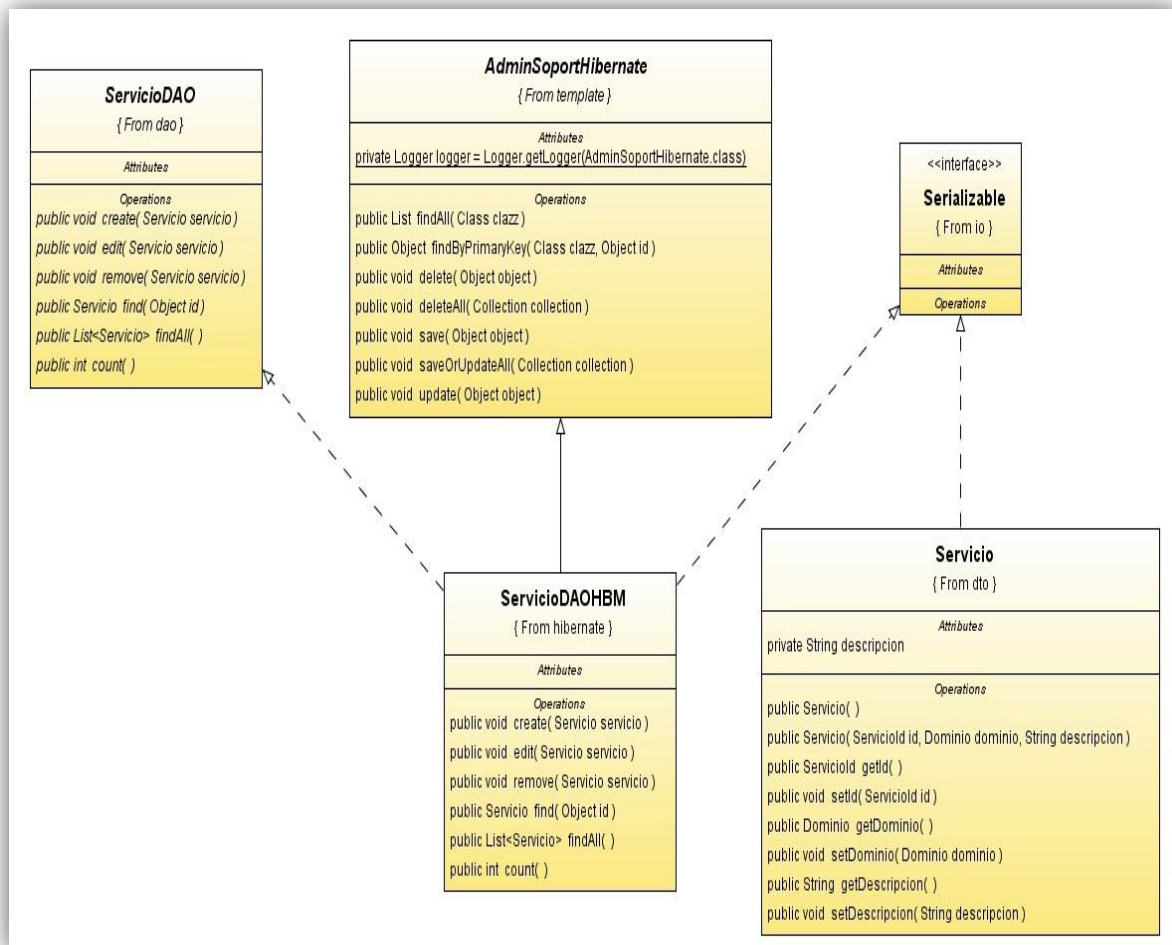 ServicioDAO
{ From dao }
Attributes
Operations
public void create( Servicio servicio )
public void edit( Servicio servicio )
public void remove( Servicio servicio )
public Servicio find( Object id )
public List<Servicio> findAll( )
public int count( )
AdminSoportHibernate
{ From template }
Attributes
private Logger logger = Logger.getLogger(AdminSoportHibernate.class)
Operations
public List findAll( Class clazz )
public Object findByPrimaryKey( Class clazz, Object id )
public void delete( Object object )
public void deleteAll( Collection collection )
public void save( Object object )
public void saveOrUpdateAll( Collection collection )
public void update( Object object )
<<interface>>
Serializable
{ From io }
Attributes
Operations
ServicioDAOHBM
{ From hibernate }
Attributes
Operations
public void create( Servicio servicio )
public void edit( Servicio servicio )
public void remove( Servicio servicio )
public Servicio find( Object id )
public List<Servicio> findAll( )
public int count( )
Servicio
{ From dto }
Attributes
private String descripcion
Operations
public Servicio( )
public Servicio( ServicioId id, Dominio dominio, String descripcion )
public ServicioId getId( )
public void setId( ServicioId id )
public Dominio getDominio( )
public void setDominio( Dominio dominio )
public String getDescripcion( )
public void setDescripcion( String descripcion )